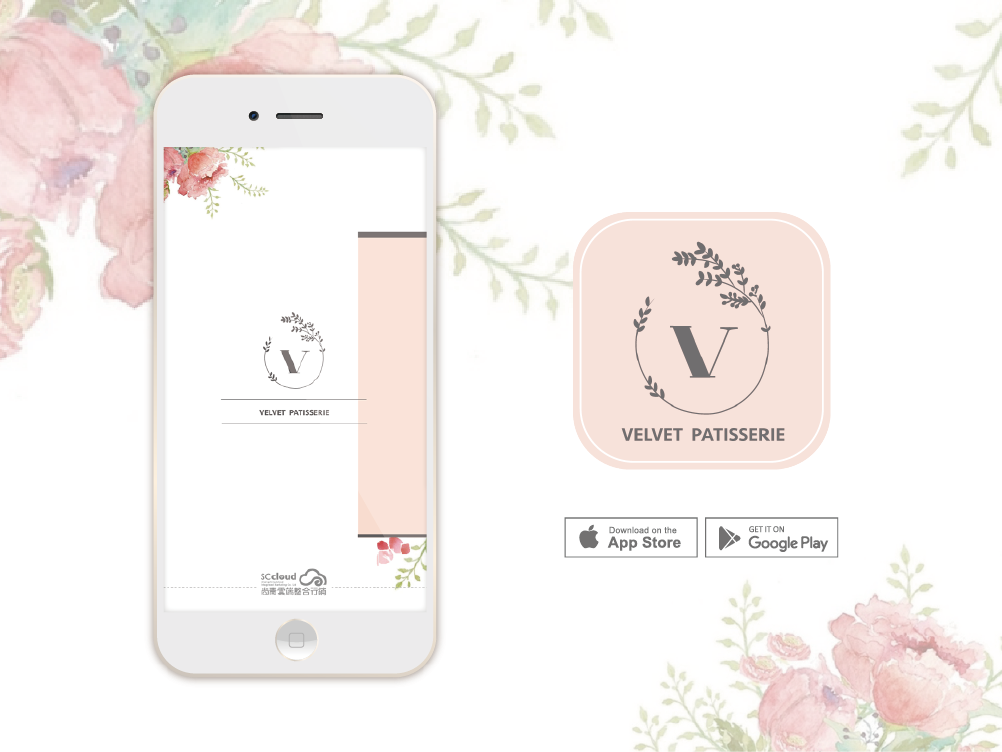 V
VELVET PATISSERIE
SCcloud
尚東雲端整合行銷
V
VELVET PATISSERIE
Download on the
App Store
GET IT ON
Google Play